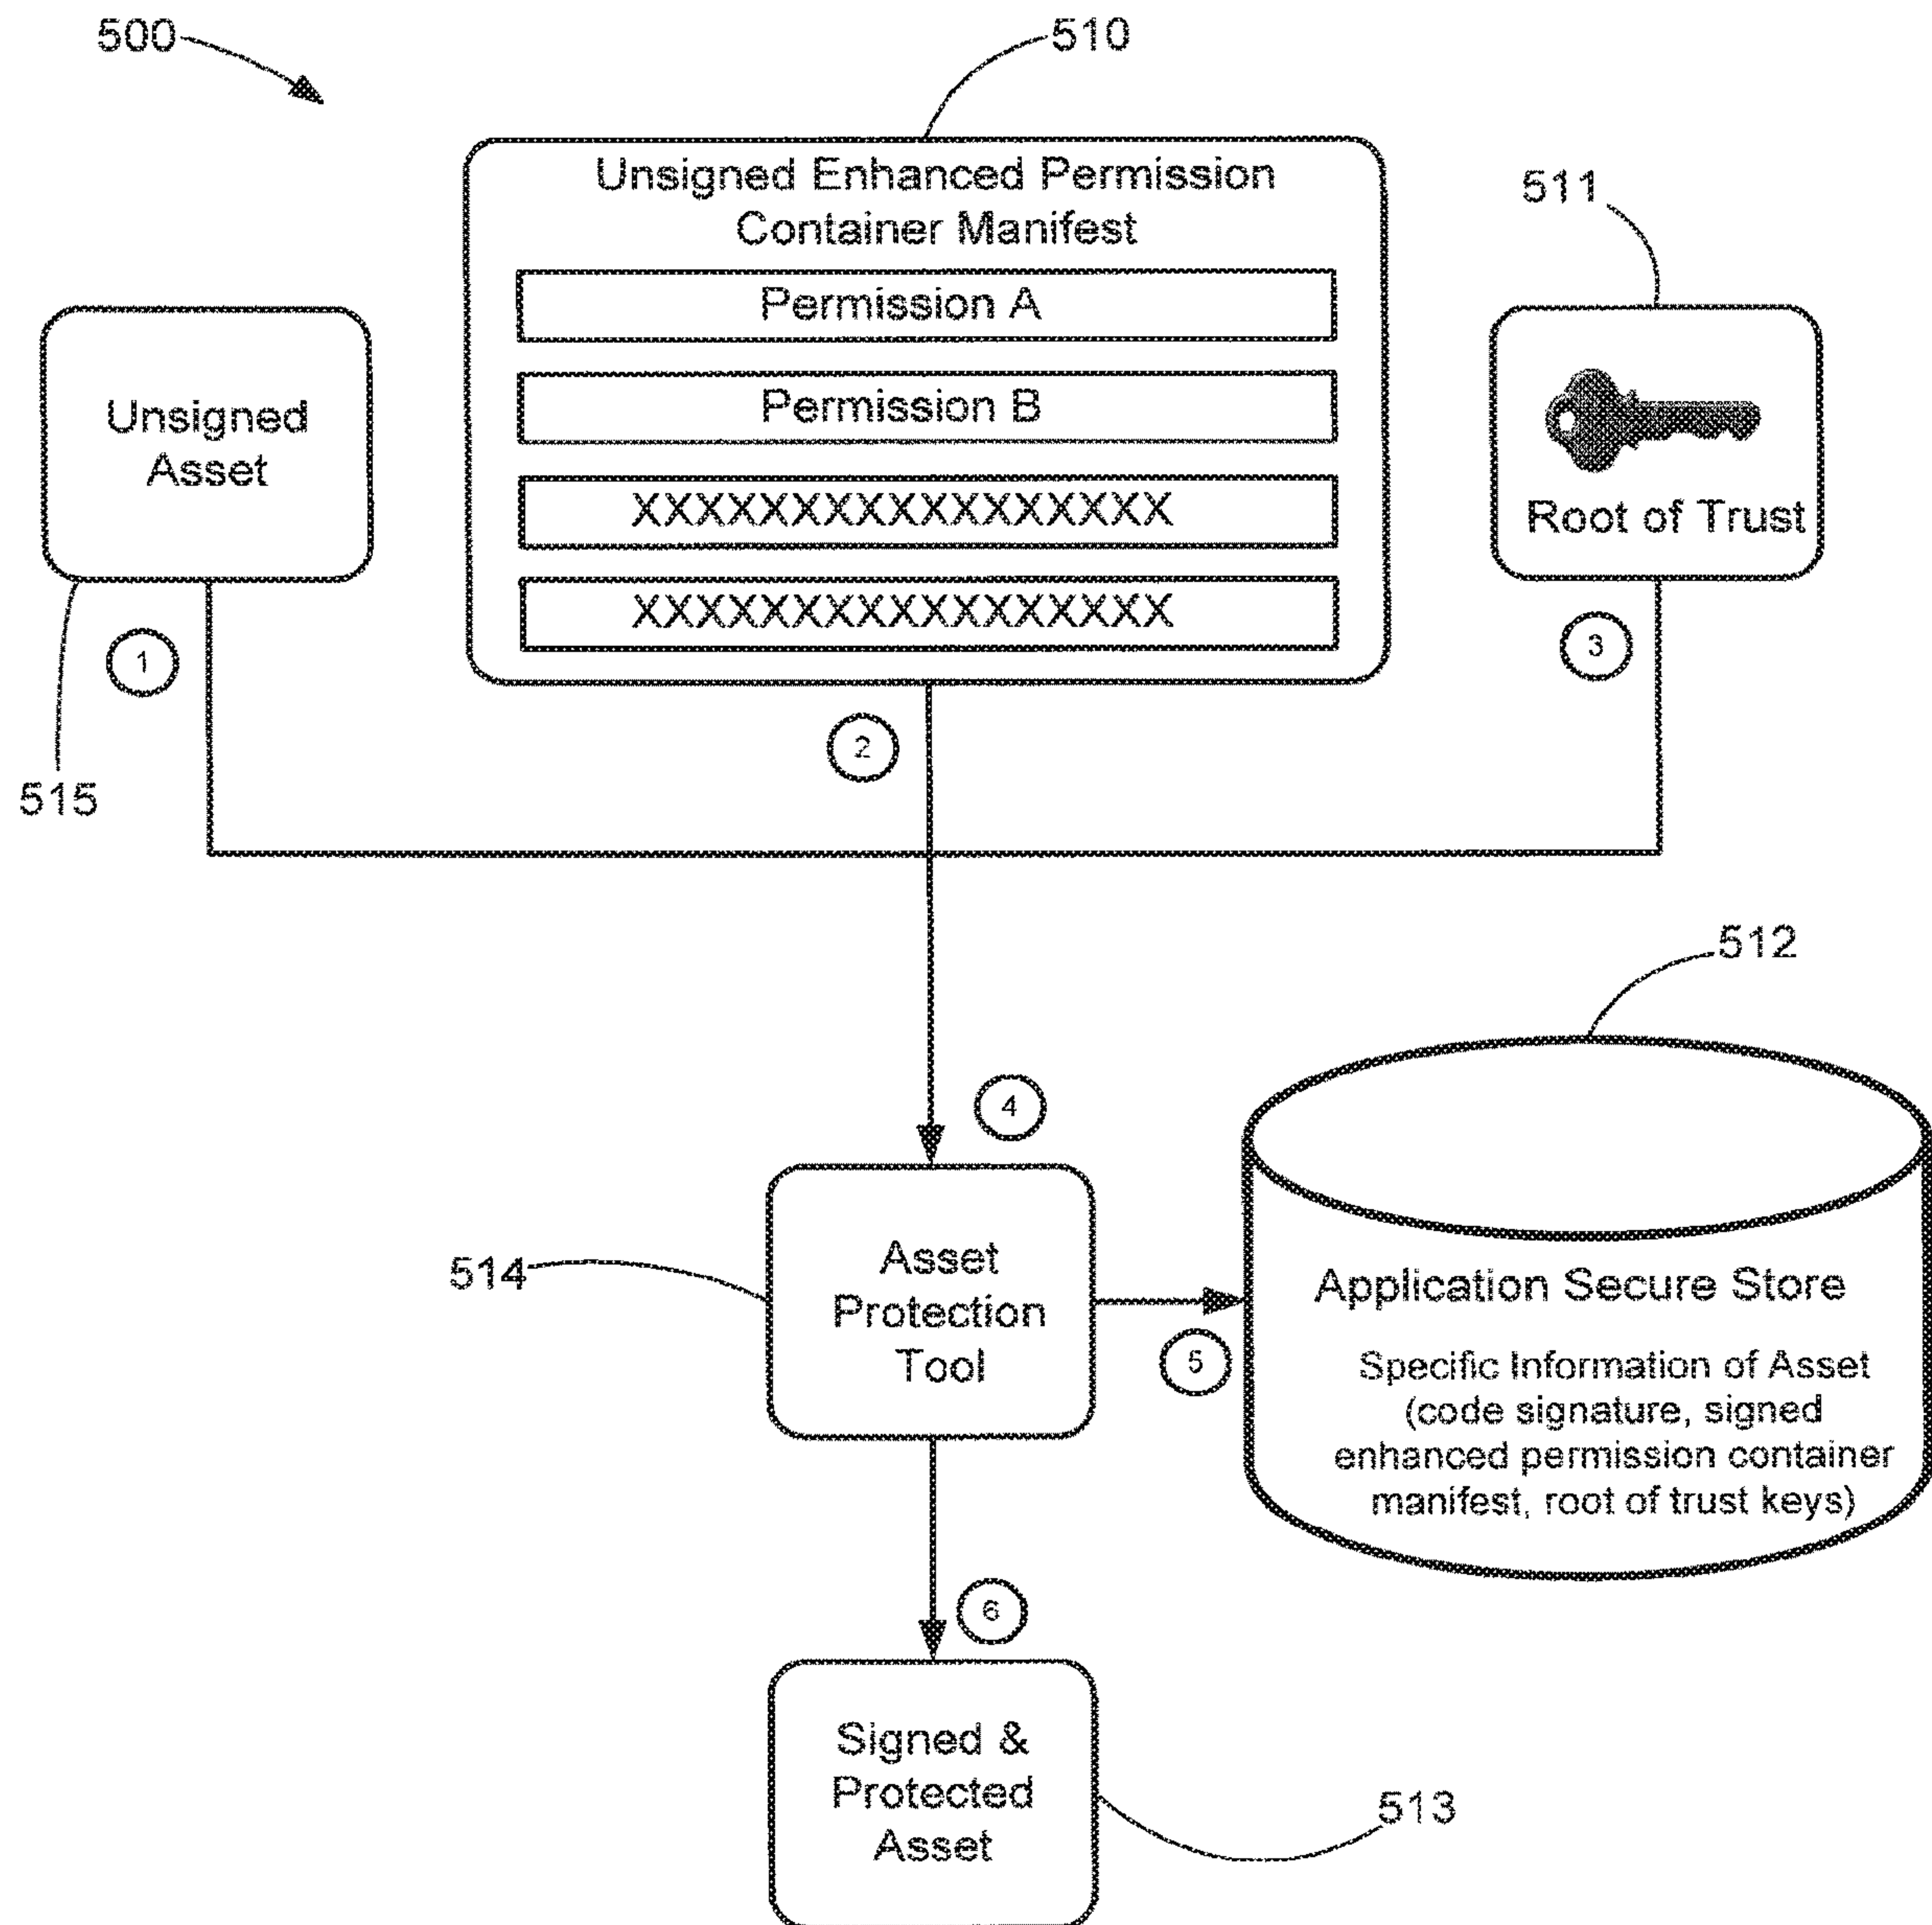 500
510
Unsigned Enhanced Permission
Container Manifest
511
Permission A
Permission B
Unsigned
Asset
XXXXXXXXXXXXXXXXX
Root of Trust
XXXXXXXXXXXXXXXXX
1
3
2
515
512
4
514
Asset
Protection
Tool
5
Application Secure Store
Specific Information of Asset
(code signature, signed
enhanced permission container
manifest, root of trust keys)
6
Signed &
Protected
Asset
513